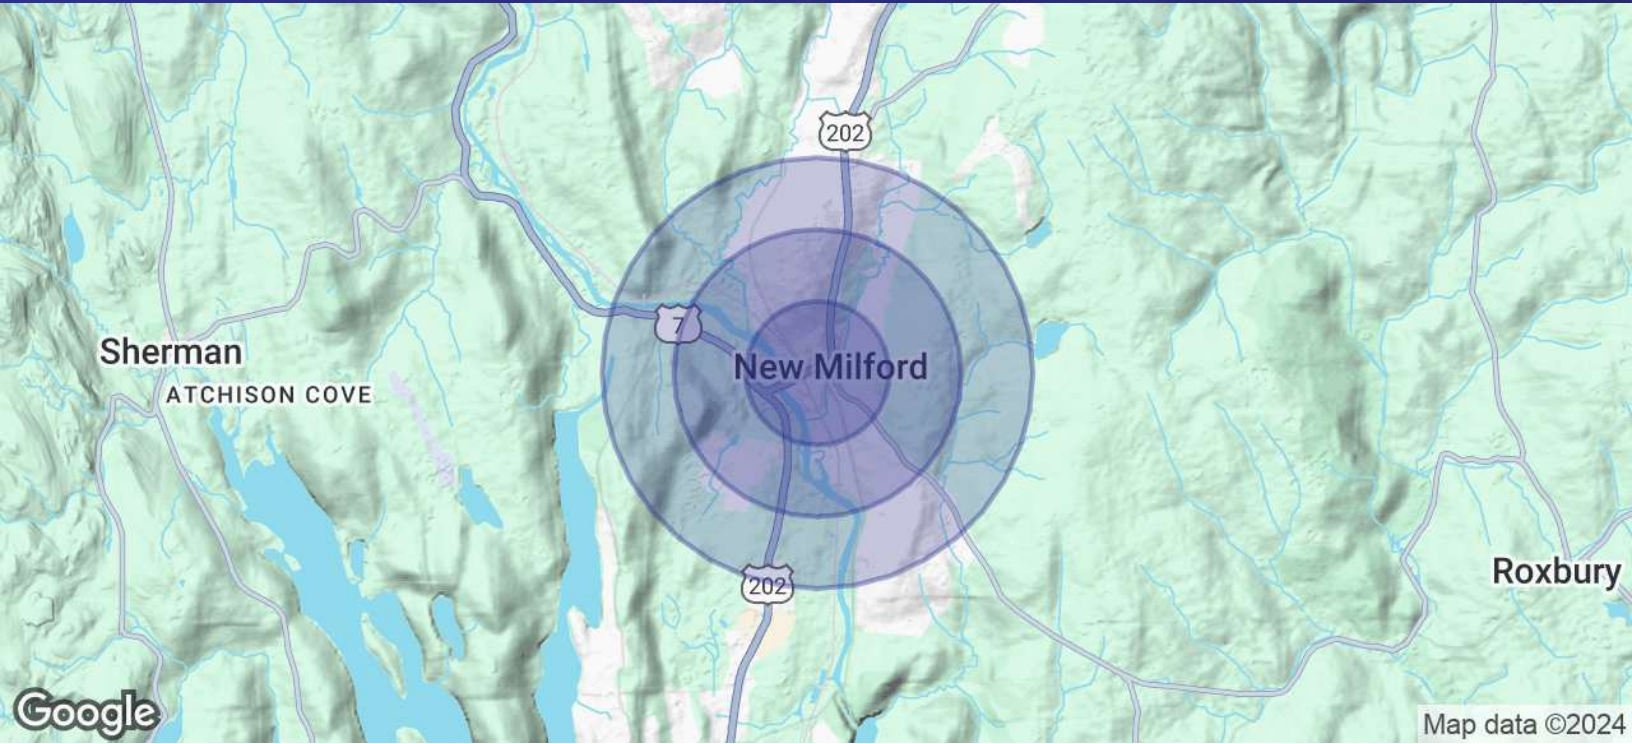 202
7
New Milford
Sherman
ATCHISON COVE
202
Roxbury
Google
Map data ©2024